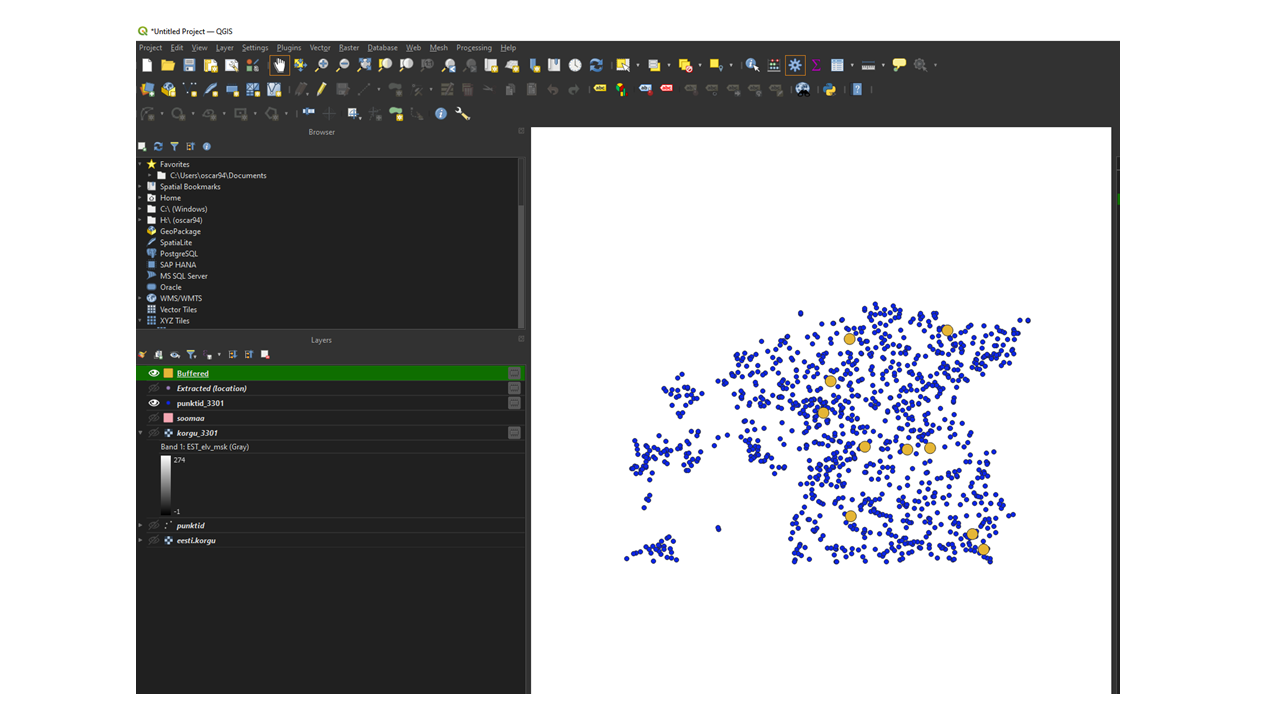 *Untitled Project — QGIS
Project Edit View Layer Settings Plugins Vector Raster Database Web Mesh Processing Help
Browser
Favorites
C:\Users\oscar94\Documents
Spatial Bookmarks
Home
C:\ (Windows)
H:\ (oscar94)
GeoPackage
SpatiaLite
PostgreSQL
SAP HANA
MS SQL Server
Oracle
WMS/WMTS
Vector Tiles
XYZ Tiles
Layers
Buffered
Extracted (location)
punktid_3301
soomaa
korgu_3301
Band 1: EST_elv_msk (Gray)
274
-1
punktid
eesti.korgu